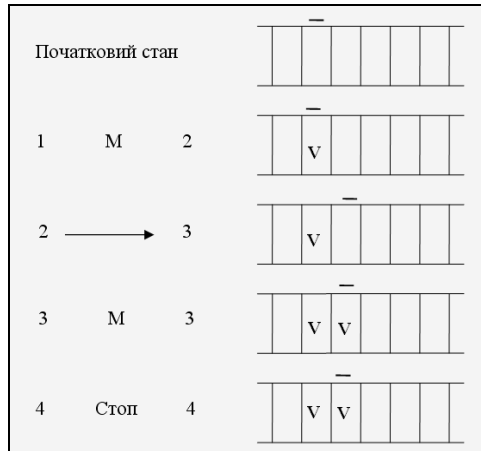 Початковий стан
1 М 2
V
2 3
V
3 М 3
V V
4 Стоп 4
V V